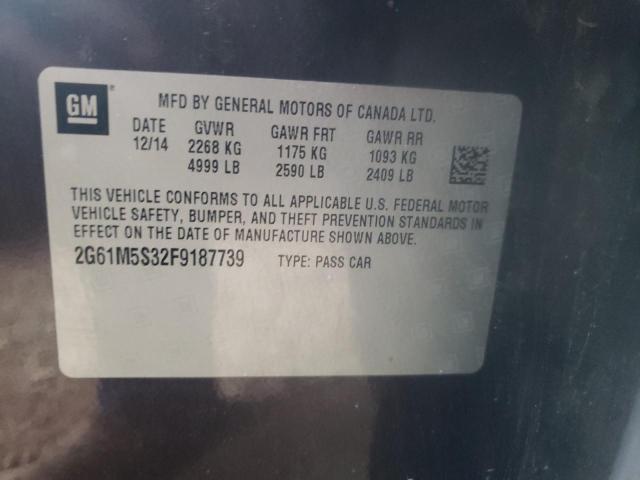 GM
MFD BY GENERAL MOTORS OF CANADA LTD.
DATE GVWR GAWR FRT GAWR RR
12/14 2268 KG 1175 KG 1093 KG
4999 LB 2590 LB 2409 LB
THIS VEHICLE CONFORMS TO ALL APPLICABLE U.S. FEDERAL MOTOR
VEHICLE SAFETY, BUMPER, AND THEFT PREVENTION STANDARDS IN
EFFECT ON THE DATE OF MANUFACTURE SHOWN ABOVE.
2G61M5S32F9187739 TYPE: PASS CAR